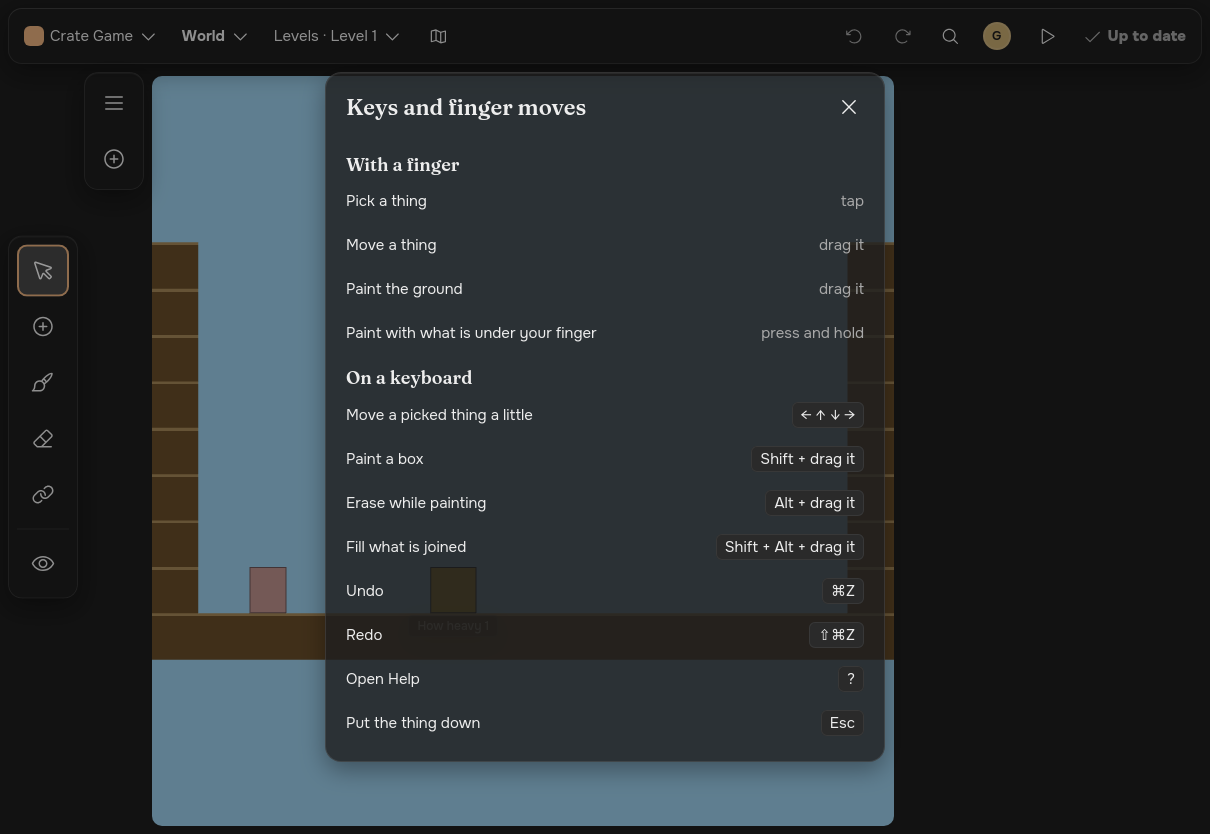 Crate Game World Levels · Level 1 G Up to date
Keys and finger moves
With a finger
Pick a thing tap
Move a thing drag it
Paint the ground drag it
Paint with what is under your finger press and hold
On a keyboard
Move a picked thing a little ← ↑ ↓ →
Paint a box Shift + drag it
Erase while painting Alt + drag it
Fill what is joined Shift + Alt + drag it
Undo ⌘Z
How heavy 1
Redo ⇧⌘Z
Open Help ?
Put the thing down Esc